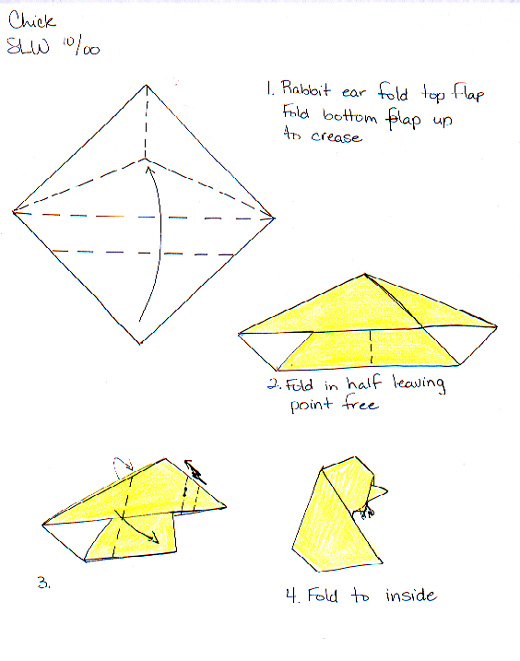 Chick
SLW 10/00
1. Rabbit ear fold top flap
Fold bottom flap up
to crease
2. Fold in half leaving
point free
3.
4. Fold to inside